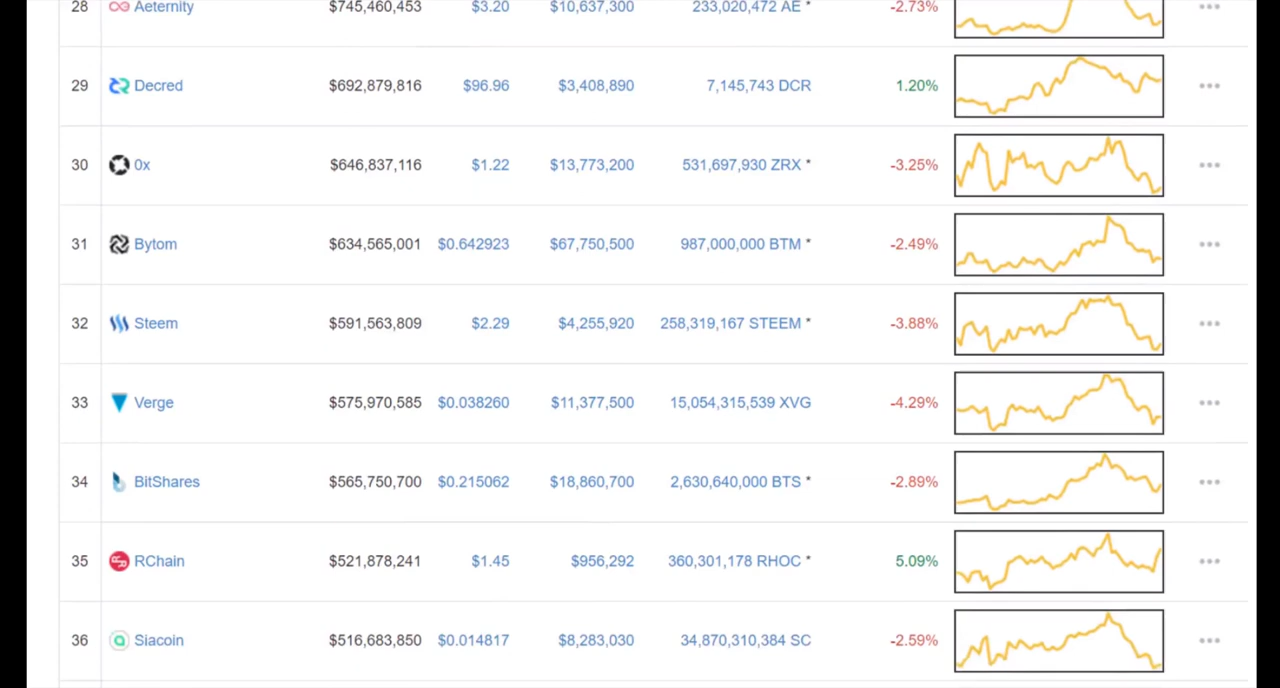 28 Aeternity $745,460,453 $3.20 $10,637,300 233,020,472 AE * -2.73%
29 Decred $692,879,816 $96.96 $3,408,890 7,145,743 DCR 1.20%
30 0x $646,837,116 $1.22 $13,773,200 531,697,930 ZRX * -3.25%
31 Bytom $634,565,001 $0.642923 $67,750,500 987,000,000 BTM * -2.49%
32 Steem $591,563,809 $2.29 $4,255,920 258,319,167 STEEM * -3.88%
33 Verge $575,970,585 $0.038260 $11,377,500 15,054,315,539 XVG -4.29%
34 BitShares $565,750,700 $0.215062 $18,860,700 2,630,640,000 BTS * -2.89%
35 RChain $521,878,241 $1.45 $956,292 360,301,178 RHOC * 5.09%
36 Siacoin $516,683,850 $0.014817 $8,283,030 34,870,310,384 SC -2.59%